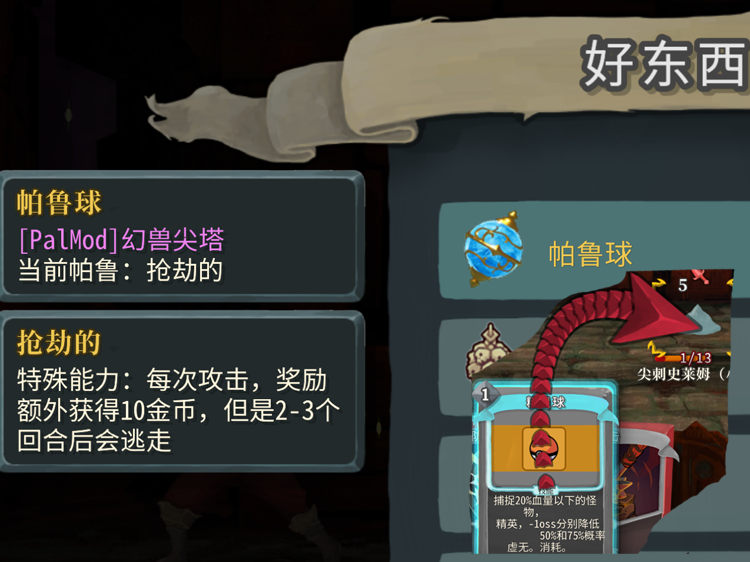 好东西
帕鲁球
[PalMod]幻兽尖塔
当前帕鲁：抢劫的
抢劫的
特殊能力：每次攻击，奖励
额外获得10金币，但是2-3个
回合后会逃走
帕鲁球
5
1/13
尖刺史莱姆（
1
球
捕捉20%血量以下的怪
物，
精英，-1oss分别降低
50%和75%概率
虚无。消耗。